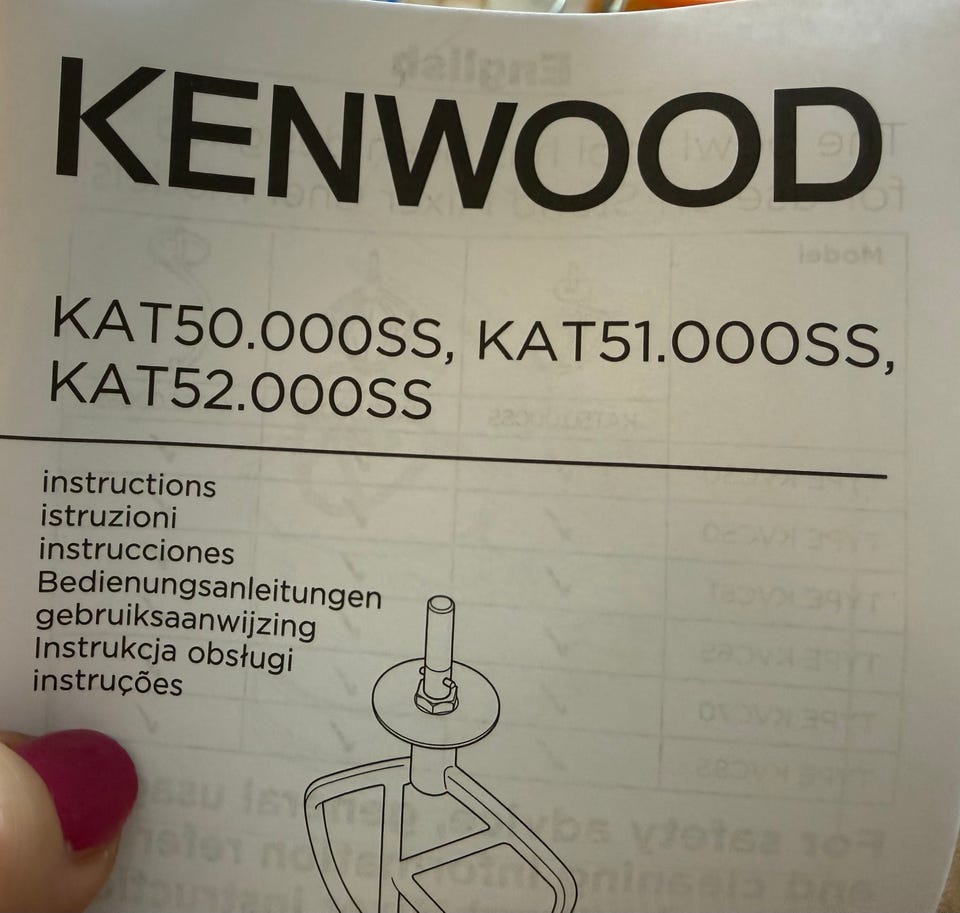 KENWOOD
KAT50.000SS, KAT51.000SS,
KAT52.000SS
instructions
istruzioni
instrucciones
Bedienungsanleitungen
gebruiksaanwijzing
Instrukcja obsługi
instruções